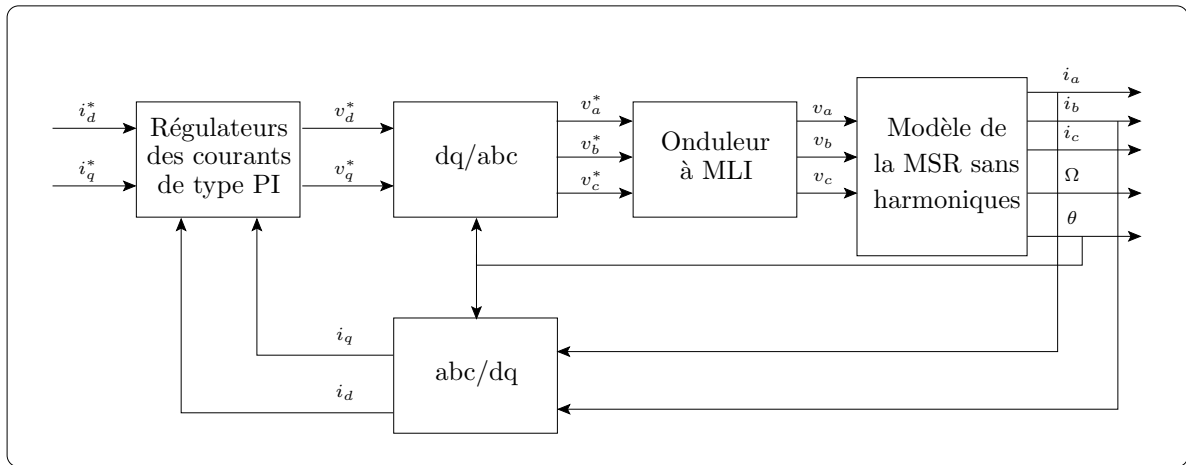 i_d^*
i_q^*
Régulateurs
des courants
de type PI
v_d^*
v_q^*
dq/abc
v_a^*
v_b^*
v_c^*
Onduleur
à MLI
v_a
v_b
v_c
Modèle de
la MSR sans
harmoniques
i_a
i_b
i_c
Ω
θ
i_q
i_d
abc/dq